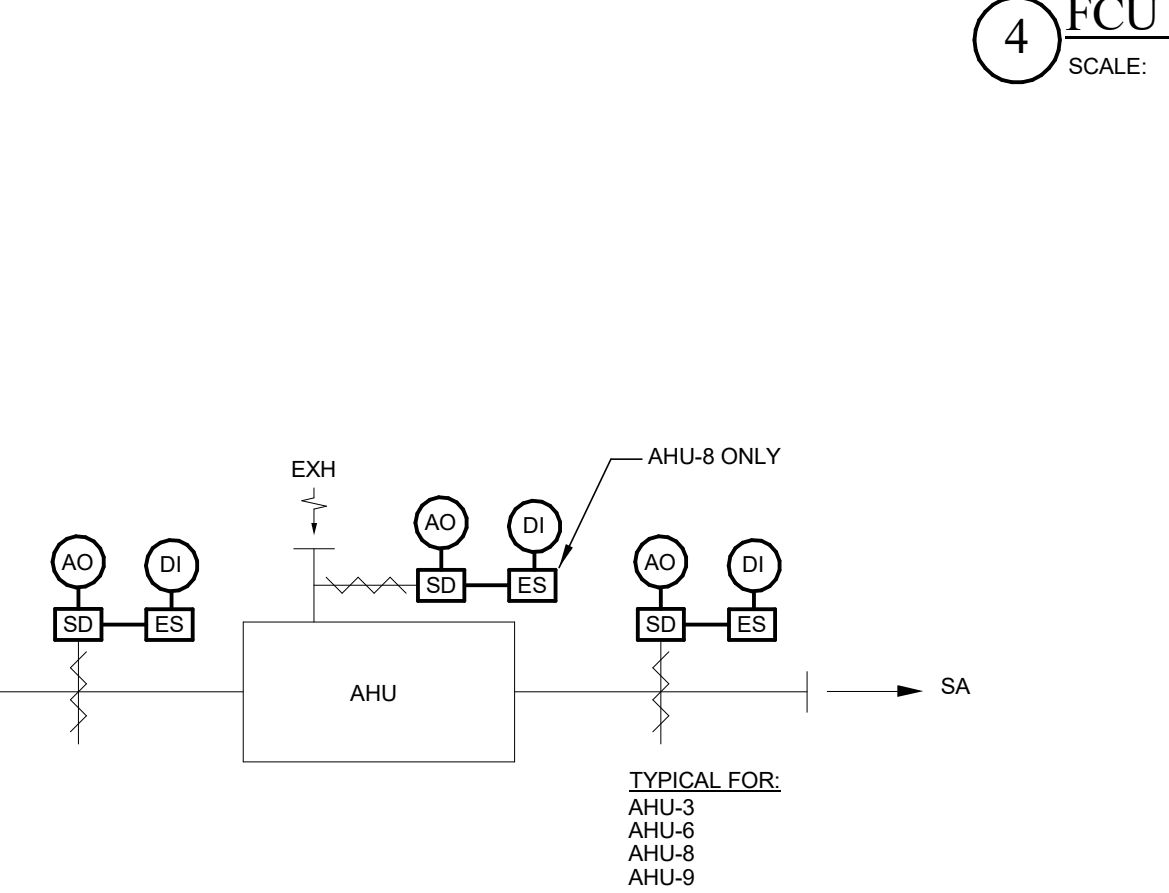 4
FCU
SCALE:
AHU-8 ONLY
EXH
AO
DI
SD
ES
AO
DI
SD
ES
AO
DI
SD
ES
AHU
SA
TYPICAL FOR:
AHU-3
AHU-6
AHU-8
AHU-9